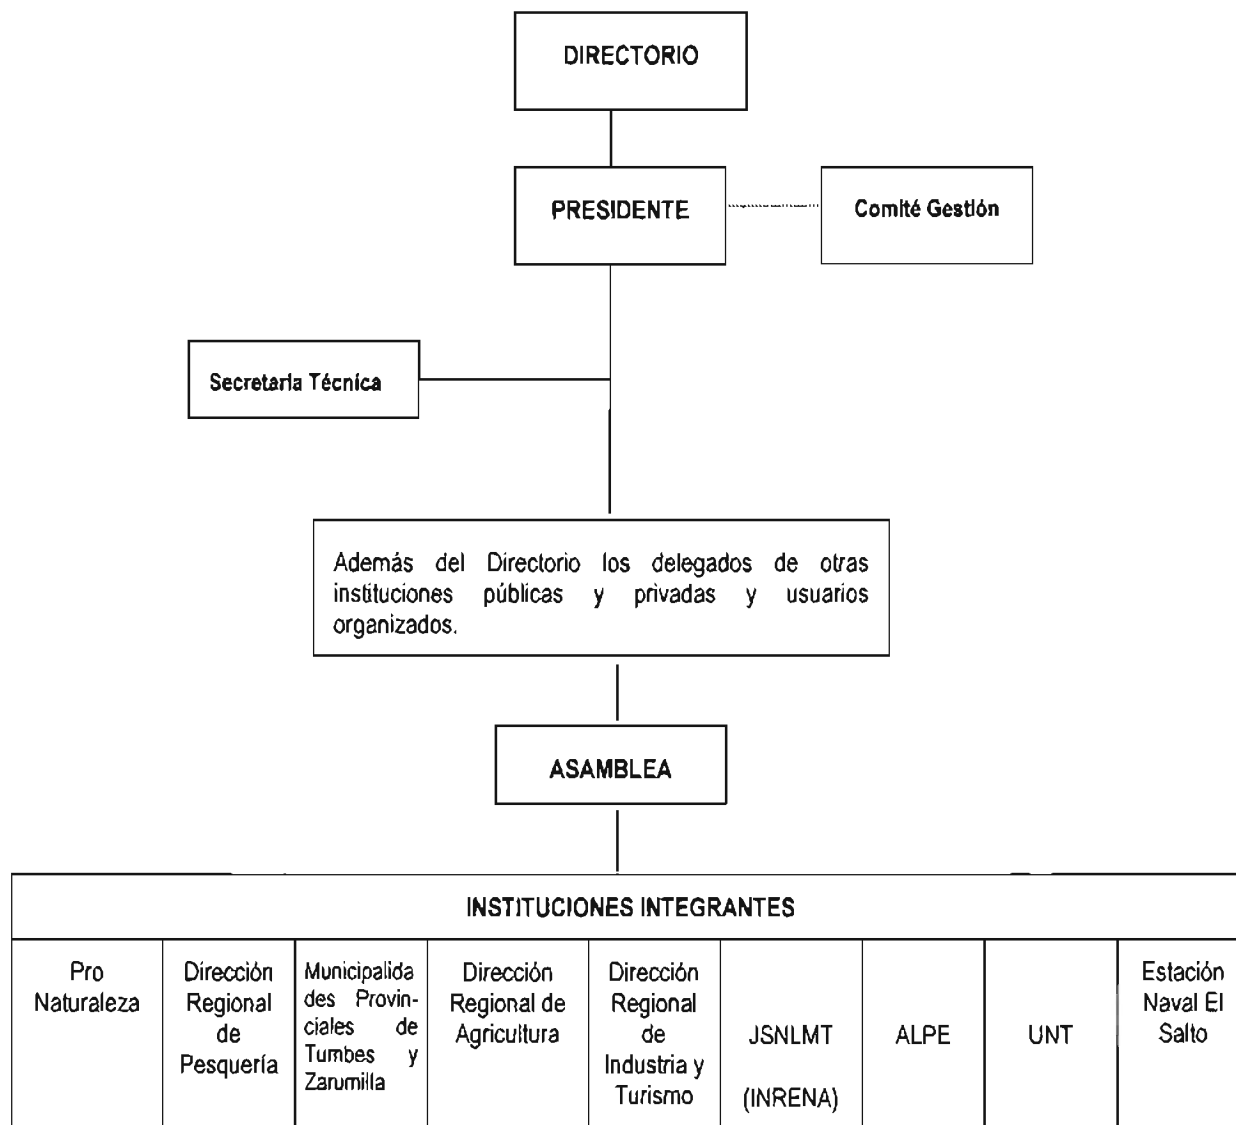 DIRECTORIO
PRESIDENTE
Comité Gestión
Secretaria Técnica
Además del Directorio los delegados de otras
instituciones públicas y privadas y usuarios
organizados.
ASAMBLEA
INSTITUCIONES INTEGRANTES
Pro
Naturaleza
Dirección
Regional
de
Pesquería
Municipalida
des Provin-
ciales de
Tumbes y
Zarumilla
Dirección
Regional de
Agricultura
Dirección
Regional
de
Industria y
Turismo
JSNLMT
(INRENA)
ALPE
UNT
Estación
Naval El
Salto